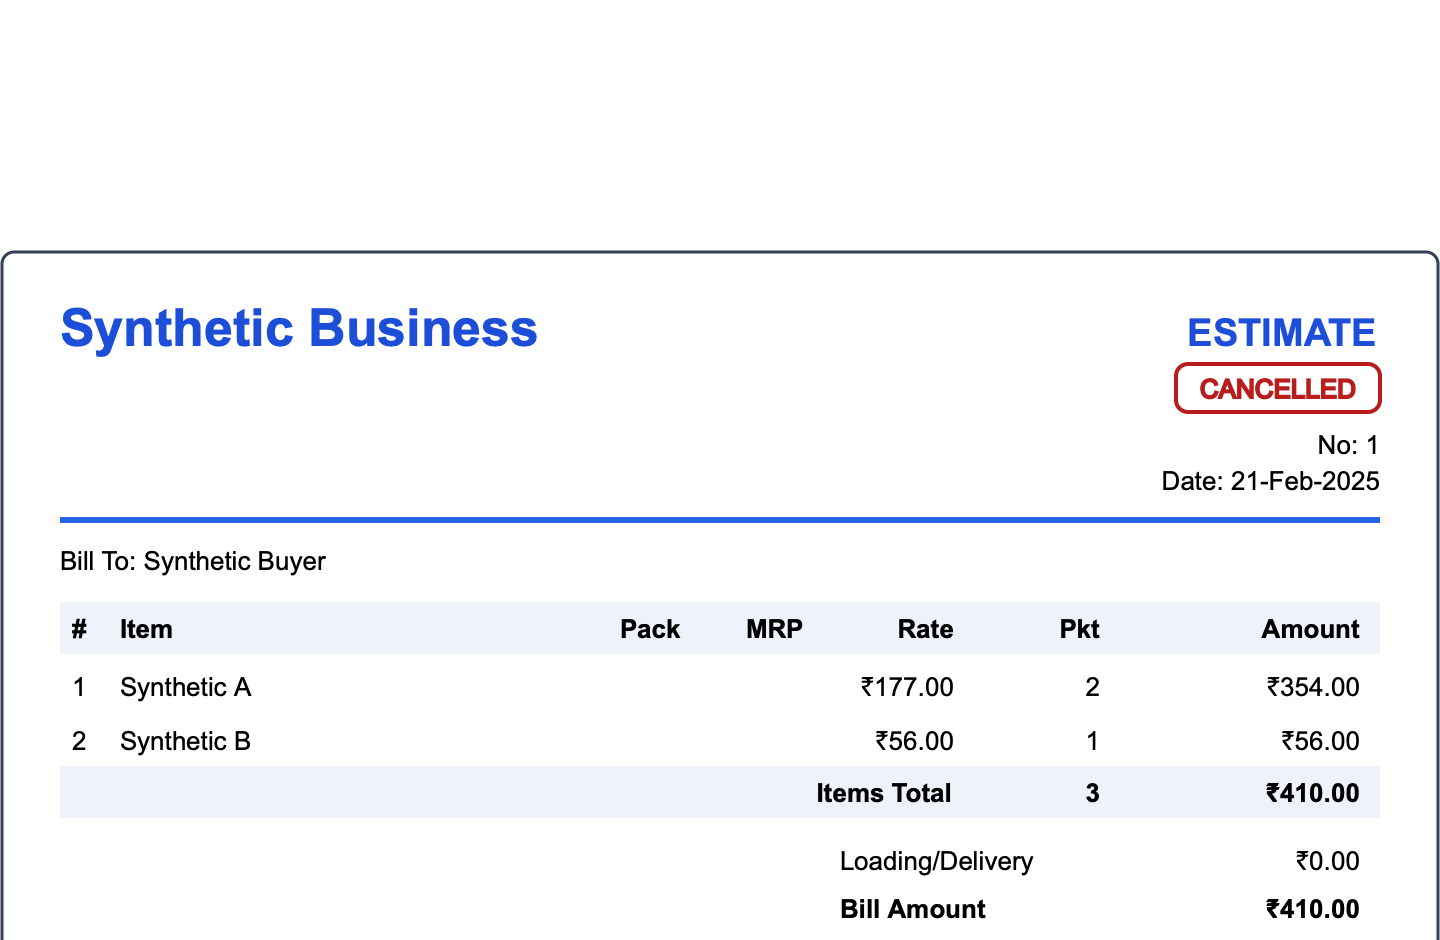 Synthetic Business
ESTIMATE
CANCELLED
No: 1
Date: 21-Feb-2025
Bill To: Synthetic Buyer
# Item Pack MRP Rate Pkt Amount
1 Synthetic A ₹177.00 2 ₹354.00
2 Synthetic B ₹56.00 1 ₹56.00
Items Total 3 ₹410.00
Loading/Delivery ₹0.00
Bill Amount ₹410.00